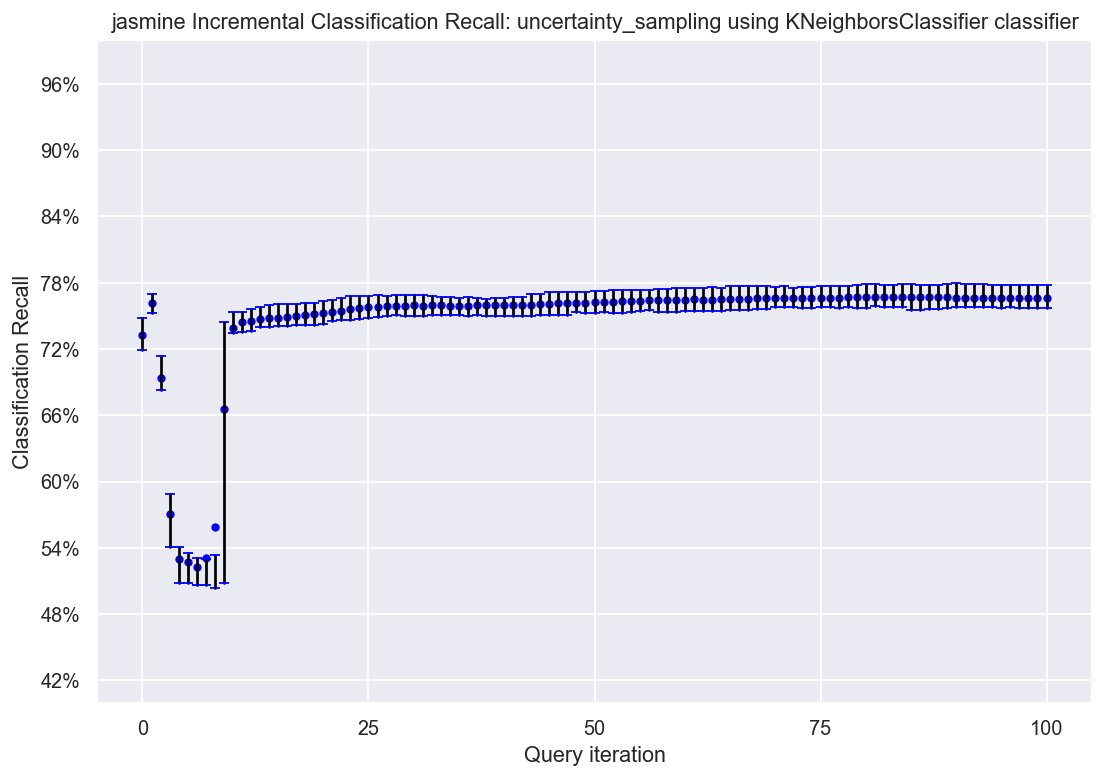 jasmine Incremental Classification Recall: uncertainty_sampling using KNeighborsClassifier classifier
96%
90%
84%
78%
72%
66%
60%
54%
48%
42%
Classification Recall
0 25 50 75 100
Query iteration